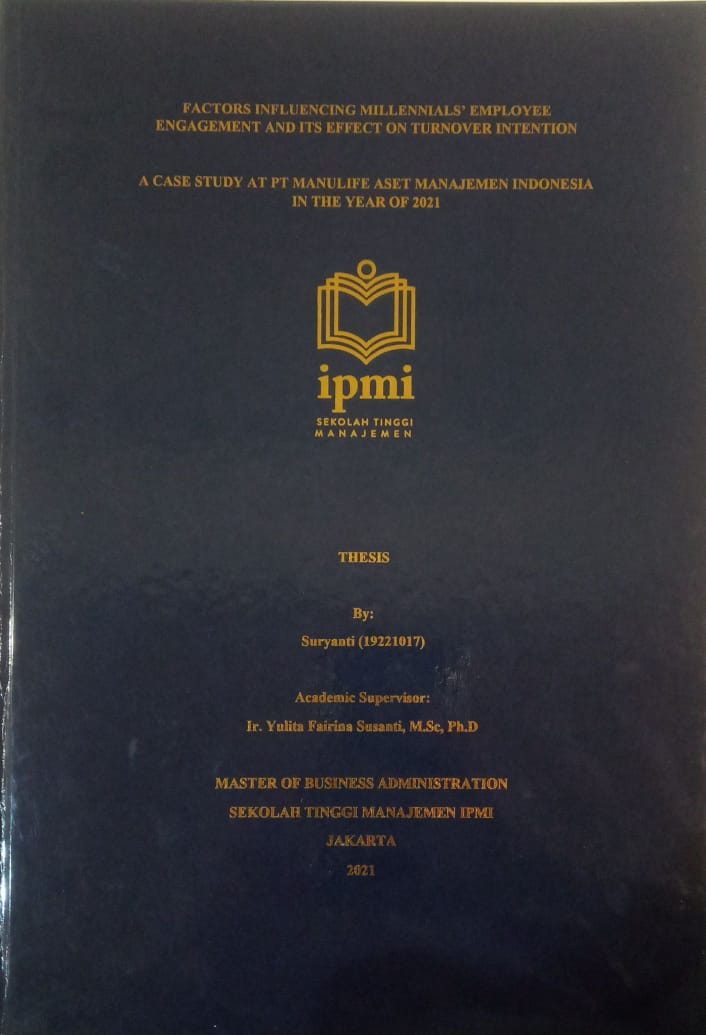 FACTORS INFLUENCING MILLENNIALS' EMPLOYEE
ENGAGEMENT AND ITS EFFECT ON TURNOVER INTENTION
A CASE STUDY AT PT MANULIFE ASET MANAJEMEN INDONESIA
IN THE YEAR OF 2021
ipmi
SEKOLAH TINGGI
MANAJEMEN
THESIS
By:
Suryanti (19221017)
Academic Supervisor:
Ir. Yulita Fairina Susanti, M.Sc, Ph.D
MASTER OF BUSINESS ADMINISTRATION
SEKOLAH TINGGI MANAJEMEN IPMI
JAKARTA
2021